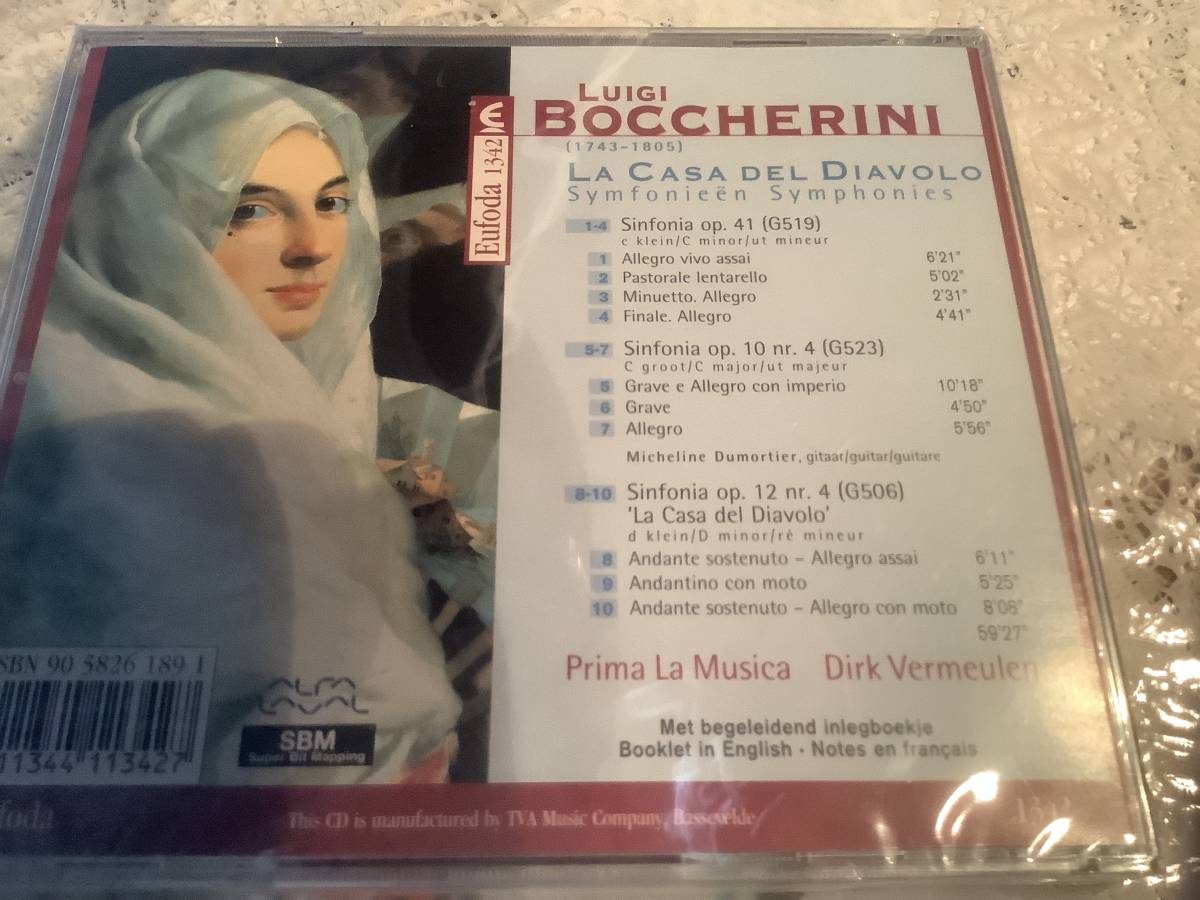 LUIGI
BOCCHERINI
(1743-1805)
Eufoda 1342
LA CASA DEL DIAVOLO
Symfonieën Symphonies
1-4 Sinfonia op. 41 (G519)
c klein/C minor/ut mineur
1 Allegro vivo assai 6'21"
2 Pastorale lentarello 5'02"
3 Minuetto. Allegro 2'31"
4 Finale. Allegro 4'41"
5-7 Sinfonia op. 10 nr. 4 (G523)
C groot/C major/ut majeur
5 Grave e Allegro con imperio 10'18"
6 Grave 4'50"
7 Allegro 5'56"
Micheline Dumortier, gitaar/guitar/guitare
8-10 Sinfonia op. 12 nr. 4 (G506)
'La Casa del Diavolo'
d klein/D minor/ré mineur
8 Andante sostenuto – Allegro assai 6'11"
9 Andantino con moto 5'25"
10 Andante sostenuto – Allegro con moto 8'08"
59'27"
Prima La Musica Dirk Vermeulen
Met begeleidend inlegboekje
Booklet in English · Notes en français
SBN 90 5826 189 1
11344 113427
ALFA
LAVAL
SBM
Super Bit Mapping
foda
This CD is manufactured by TVA Music Company, Bassevelde
1342